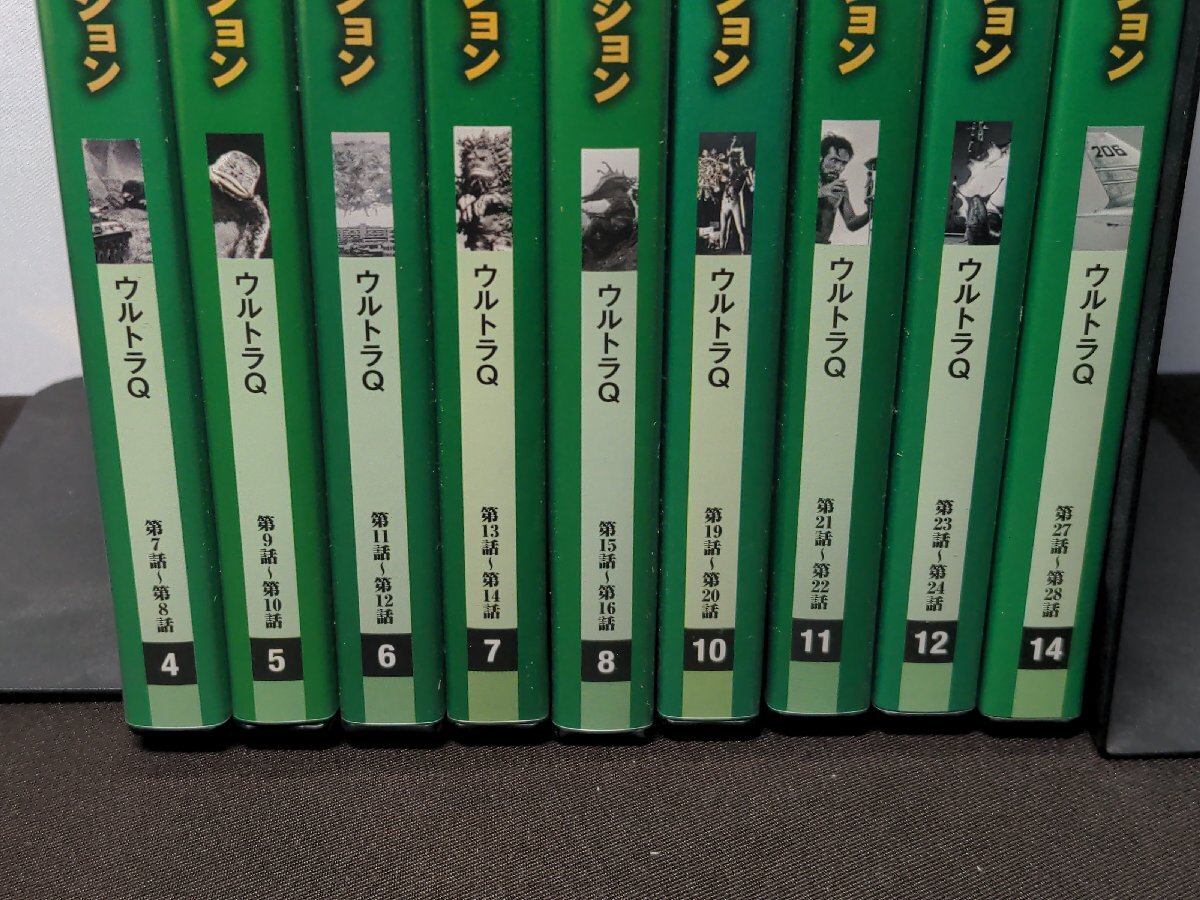 ション
ウルトラQ
第7話~第8話
4
ション
ウルトラQ
第9話~第10話
5
ション
ウルトラQ
第11話~第12話
6
ション
ウルトラQ
第13話~第14話
7
ション
ウルトラQ
第15話~第16話
8
ション
ウルトラQ
第19話~第20話
10
ション
ウルトラQ
第21話~第22話
11
ション
ウルトラQ
第23話~第24話
12
ション
206
ウルトラQ
第27話~第28話
14